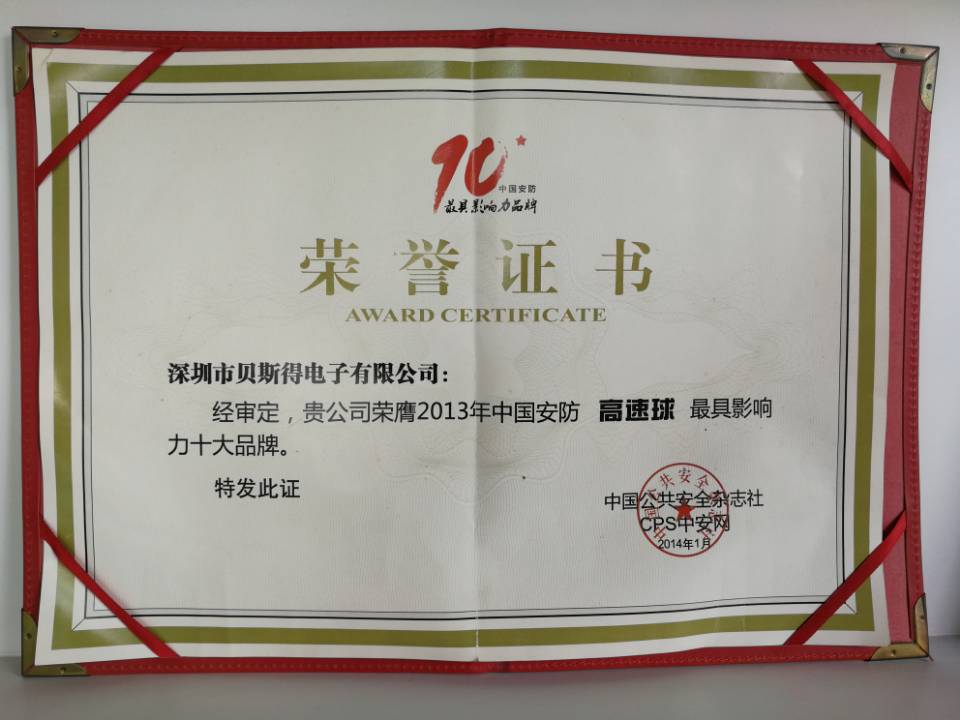 10
中国安防
最具影响力品牌
荣誉证书
AWARD CERTIFICATE
深圳市贝斯得电子有限公司：
经审定，贵公司荣膺2013年中国安防 高速球 最具影响
力十大品牌。
特发此证
中国公共安全杂志社
CPS中安网
2014年1月